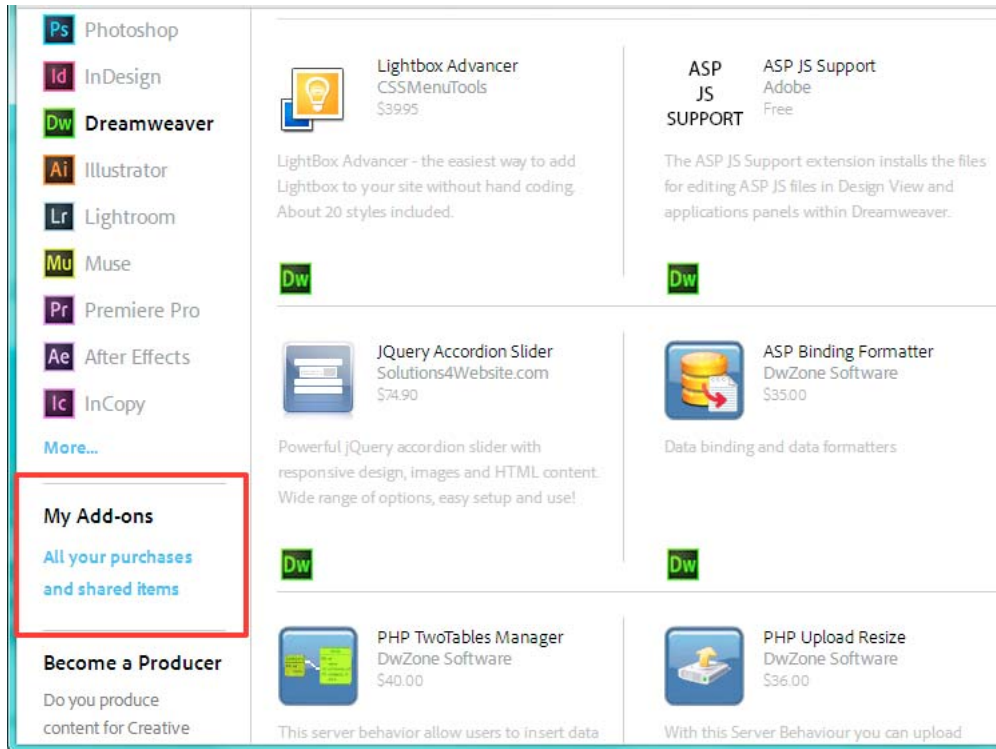 Ps Photoshop
Id InDesign
Dw Dreamweaver
Ai Illustrator
Lr Lightroom
Mu Muse
Pr Premiere Pro
Ae After Effects
Ic InCopy
More...
My Add-ons
All your purchases
and shared items
Become a Producer
Do you produce
content for Creative
Lightbox Advancer
CSSMenuTools
$39.95
LightBox Advancer - the easiest way to add
Lightbox to your site without hand coding.
About 20 styles included.
Dw
ASP
JS
SUPPORT
ASP JS Support
Adobe
Free
The ASP JS Support extension installs the files
for editing ASP JS files in Design View and
applications panels within Dreamweaver.
Dw
JQuery Accordion Slider
Solutions4Website.com
$74.90
Powerful jQuery accordion slider with
responsive design, images and HTML content.
Wide range of options, easy setup and use!
Dw
ASP Binding Formatter
DwZone Software
$35.00
Data binding and data formatters
Dw
PHP TwoTables Manager
DwZone Software
$40.00
This server behavior allow users to insert data
PHP Upload Resize
DwZone Software
$36.00
With this Server Behaviour you can upload